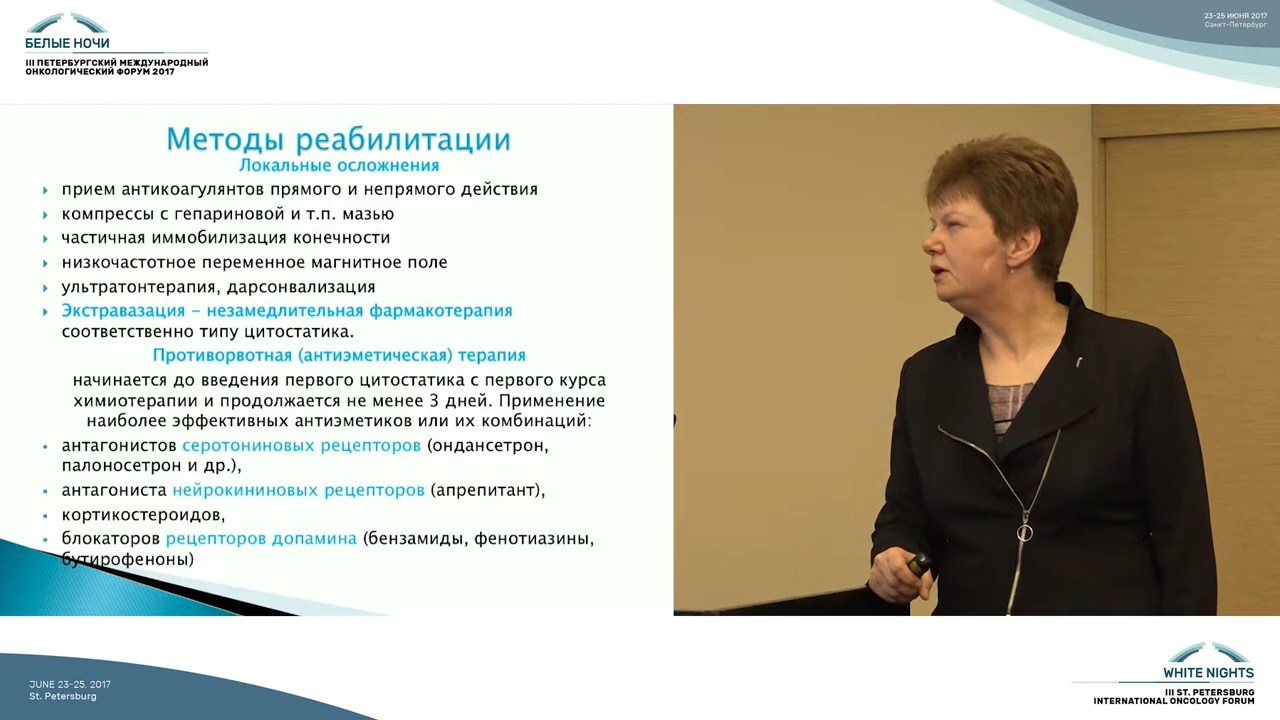 БЕЛЫЕ НОЧИ
III ПЕТЕРБУРГСКИЙ МЕЖДУНАРОДНЫЙ
ОНКОЛОГИЧЕСКИЙ ФОРУМ 2017
23-25 ИЮНЯ 2017
Санкт-Петербург
Методы реабилитации
Локальные осложнения
прием антикоагулянтов прямого и непрямого действия
компрессы с гепариновой и т.п. мазью
частичная иммобилизация конечности
низкочастотное переменное магнитное поле
ультратонтерапия, дарсонвализация
Экстравазация – незамедлительная фармакотерапия
соответственно типу цитостатика.
Противорвотная (антиэметическая) терапия
начинается до введения первого цитостатика с первого курса
химиотерапии и продолжается не менее 3 дней. Применение
наиболее эффективных антиэметиков или их комбинаций:
антагонистов серотониновых рецепторов (ондансетрон,
палоносетрон и др.),
антагониста нейрокининовых рецепторов (апрепитант),
кортикостероидов,
блокаторов рецепторов допамина (бензамиды, фенотиазины,
бутирофеноны)
JUNE 23-25, 2017
St. Petersburg
WHITE NIGHTS
III ST. PETERSBURG
INTERNATIONAL ONCOLOGY FORUM